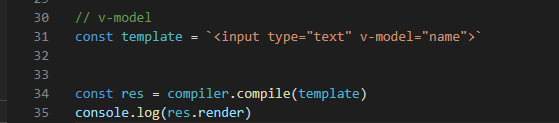 30 // v-model
31 const template = `<input type="text" v-model="name">`
32
33
34 const res = compiler.compile(template)
35 console.log(res.render)